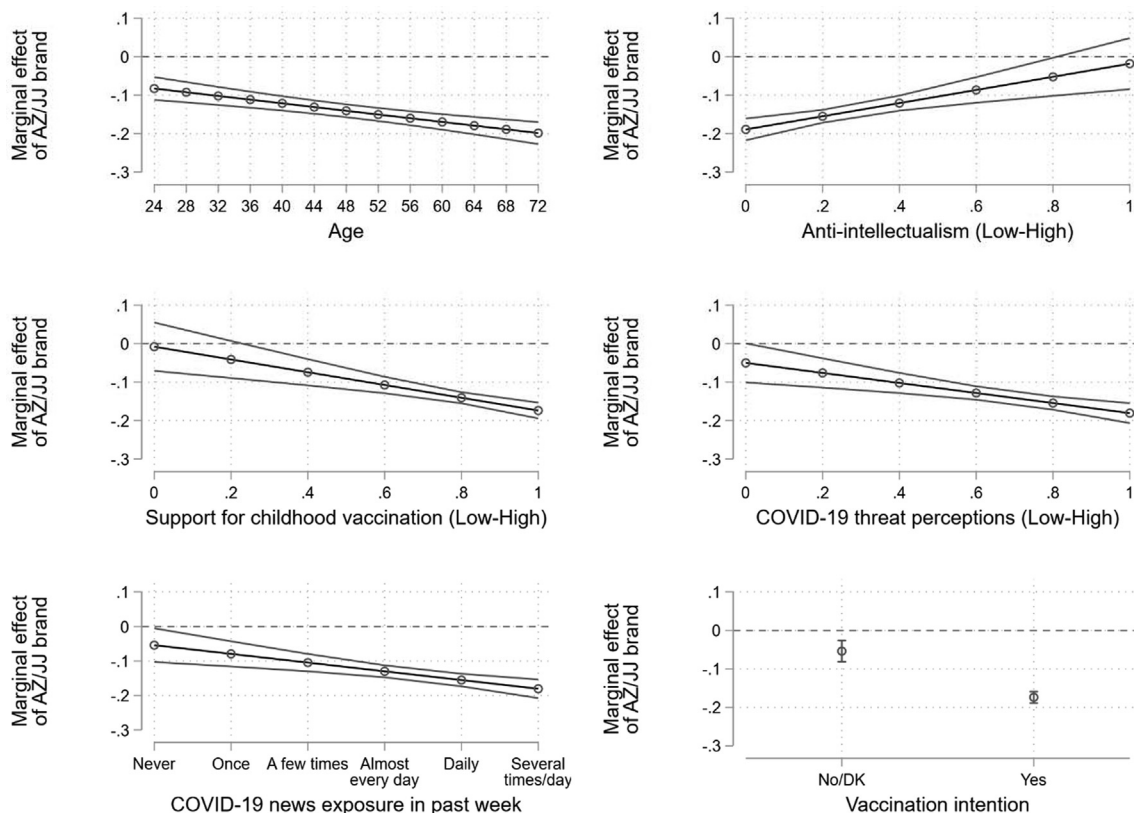 Marginal effect
of AZ/JJ brand
.1
0
-.1
-.2
-.3
24 28 32 36 40 44 48 52 56 60 64 68 72
Age
Marginal effect
of AZ/JJ brand
.1
0
-.1
-.2
-.3
0 .2 .4 .6 .8 1
Anti-intellectualism (Low-High)
Marginal effect
of AZ/JJ brand
.1
0
-.1
-.2
-.3
0 .2 .4 .6 .8 1
Support for childhood vaccination (Low-High)
Marginal effect
of AZ/JJ brand
.1
0
-.1
-.2
-.3
0 .2 .4 .6 .8 1
COVID-19 threat perceptions (Low-High)
Marginal effect
of AZ/JJ brand
.1
0
-.1
-.2
-.3
Never Once A few times Almost Daily Several
every day times/day
COVID-19 news exposure in past week
Marginal effect
of AZ/JJ brand
.1
0
-.1
-.2
-.3
No/DK Yes
Vaccination intention